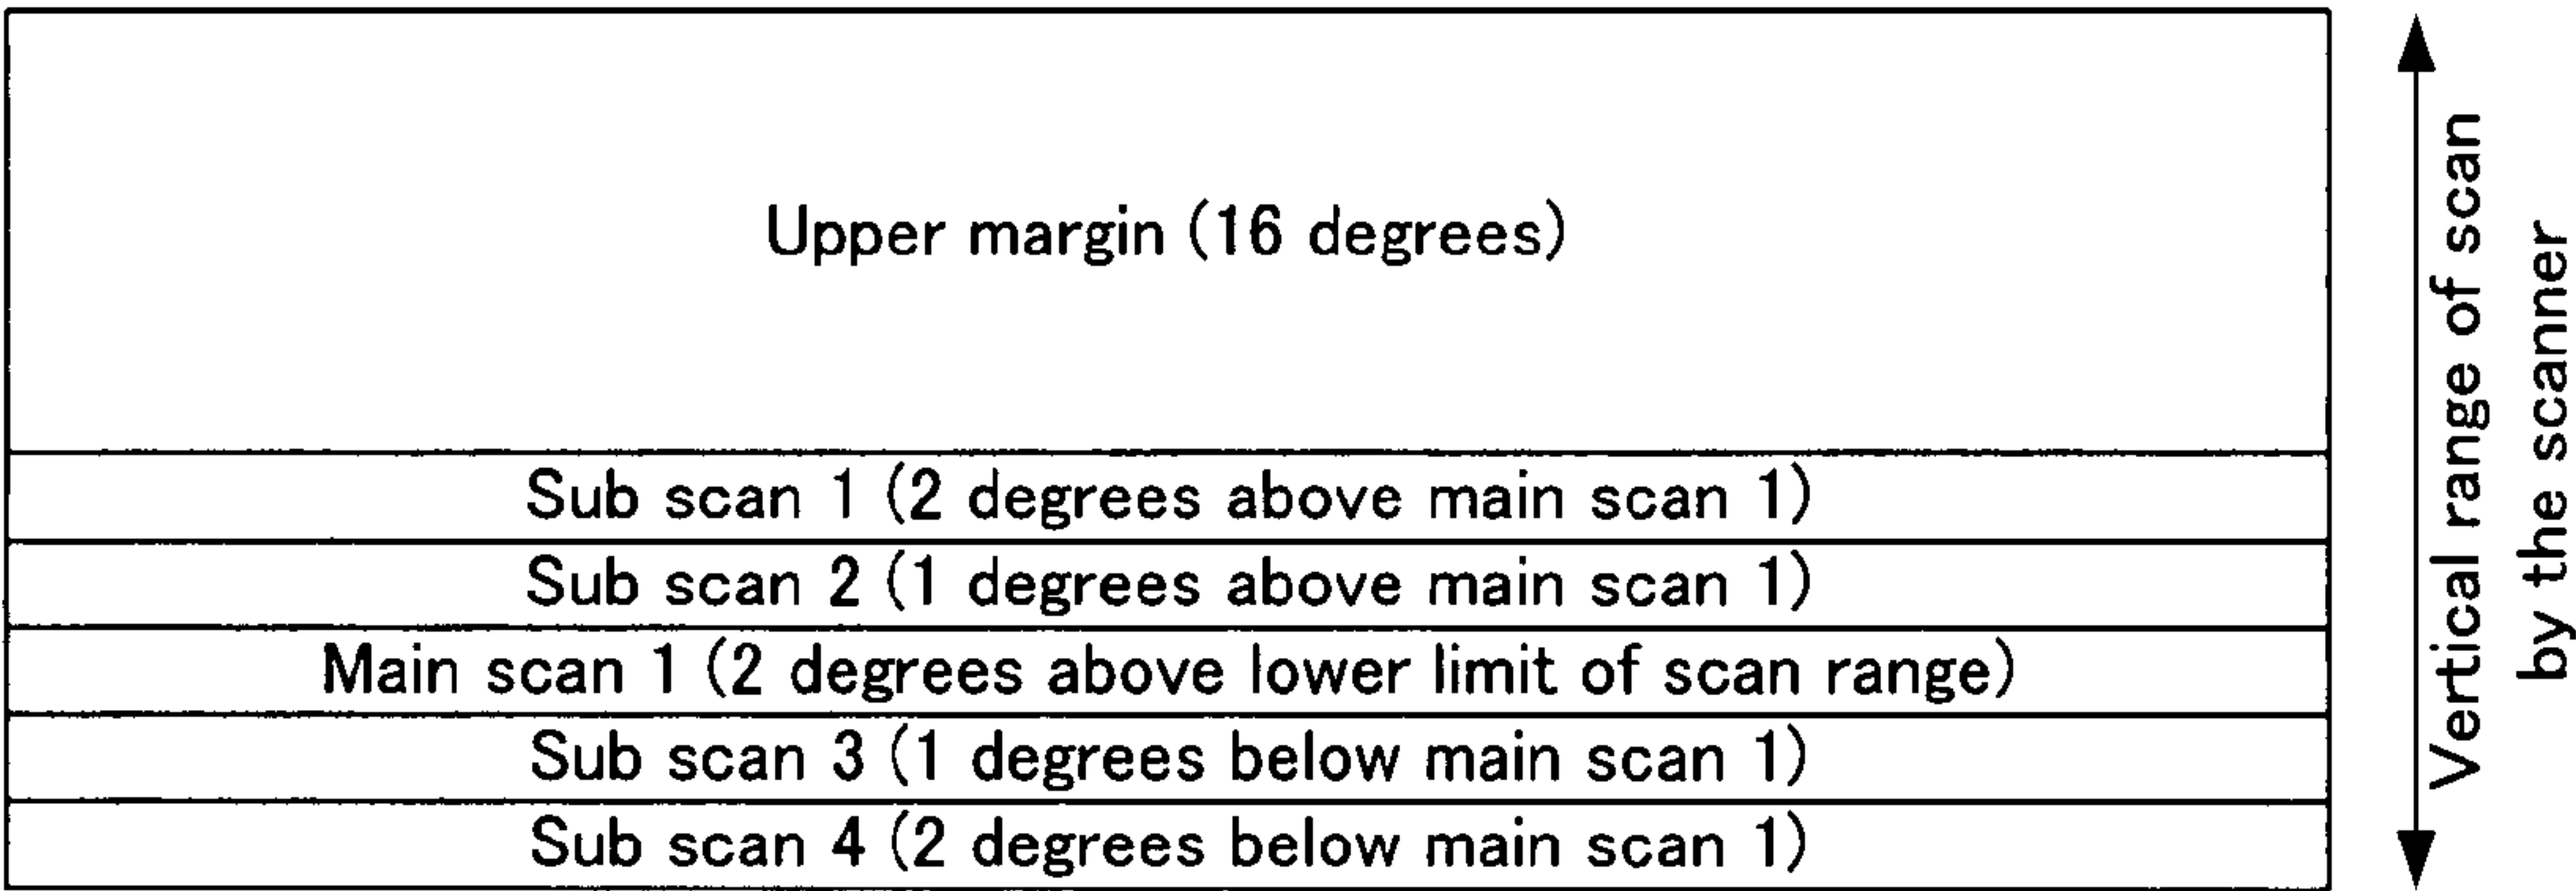 Upper margin (16 degrees)
Sub scan 1 (2 degrees above main scan 1)
Sub scan 2 (1 degrees above main scan 1)
Main scan 1 (2 degrees above lower limit of scan range)
Sub scan 3 (1 degrees below main scan 1)
Sub scan 4 (2 degrees below main scan 1)
Vertical range of scan
by the scanner